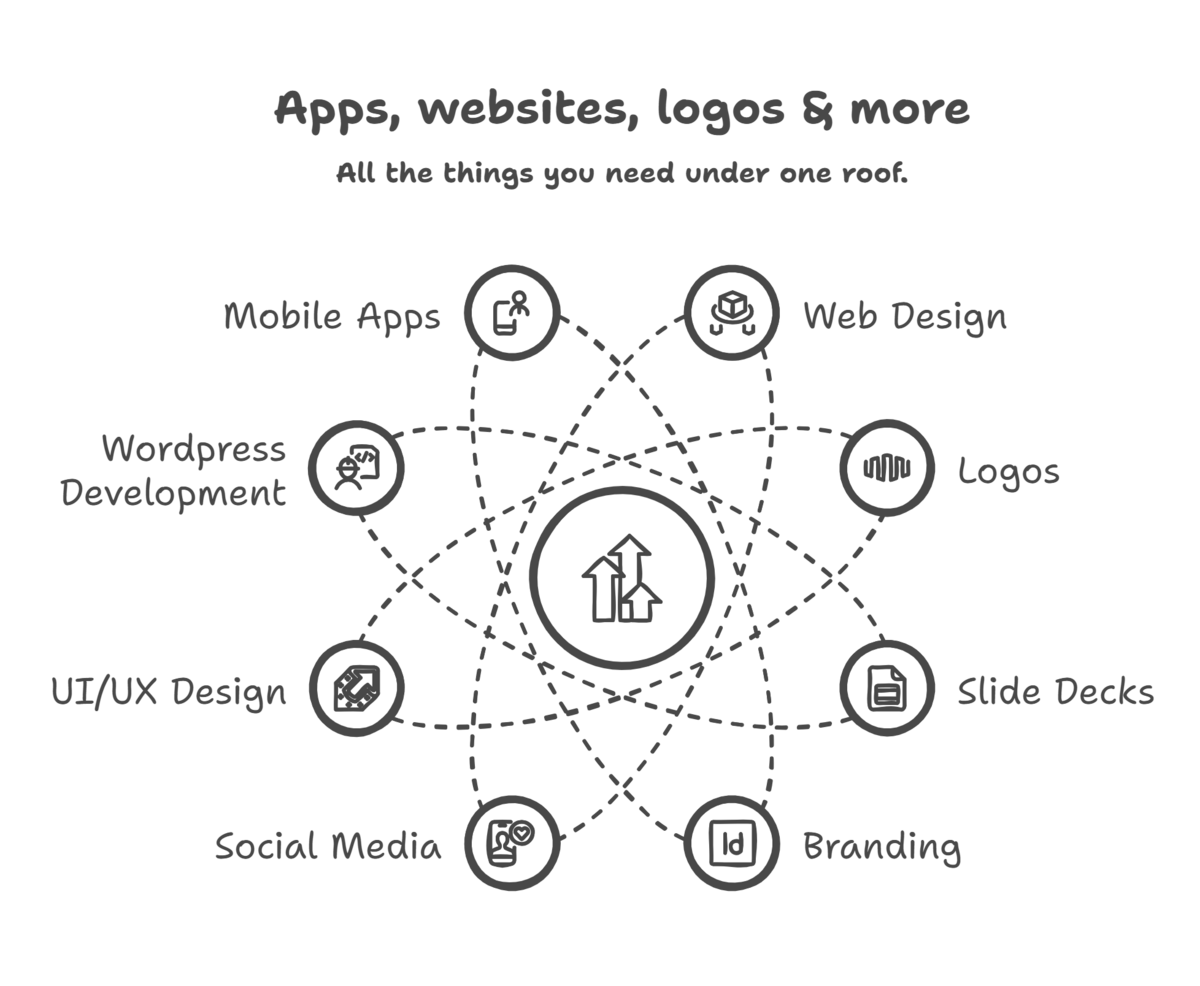 Apps, websites, logos & more
All the things you need under one roof.
Mobile Apps
Web Design
Wordpress
Development
Logos
UI/UX Design
Slide Decks
Social Media
Branding
</>
Id